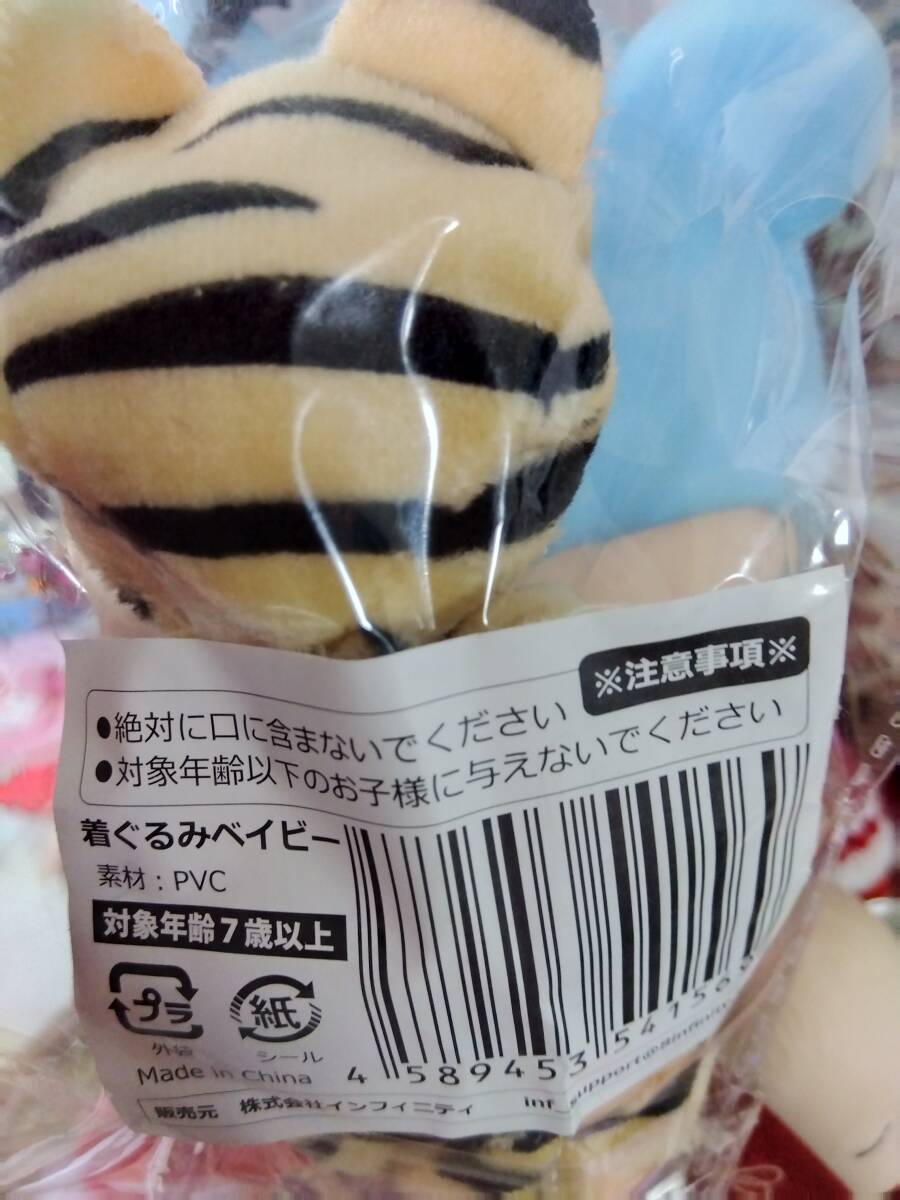 ※注意事項※
●絶対に口に含まないでください
●対象年齢以下のお子様に与えないでください
着ぐるみベイビー
素材：PVC
対象年齢7歳以上
プラ 紙
外袋 シール
Made in China
4 589453 54150
販売元 株式会社インフィニティ